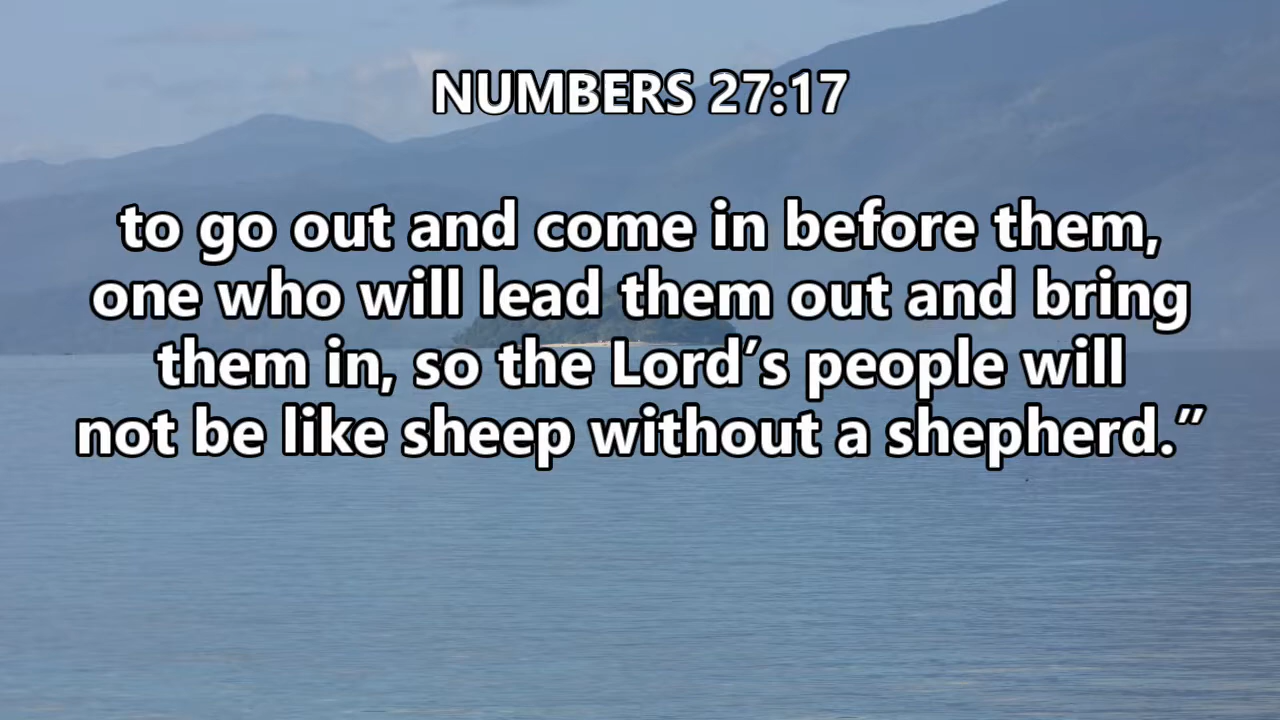 NUMBERS 27:17
to go out and come in before them,
one who will lead them out and bring
them in, so the Lord’s people will
not be like sheep without a shepherd.”